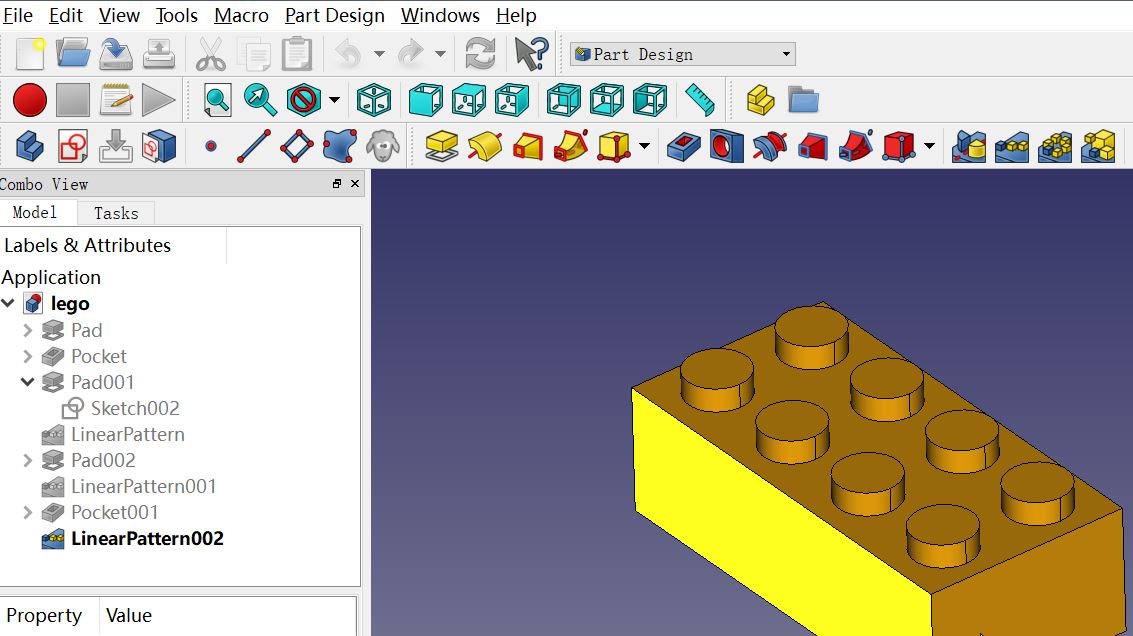 File Edit View Tools Macro Part Design Windows Help
Part Design
Combo View
Model Tasks
Labels & Attributes
Application
lego
Pad
Pocket
Pad001
Sketch002
LinearPattern
Pad002
LinearPattern001
Pocket001
LinearPattern002
Property Value